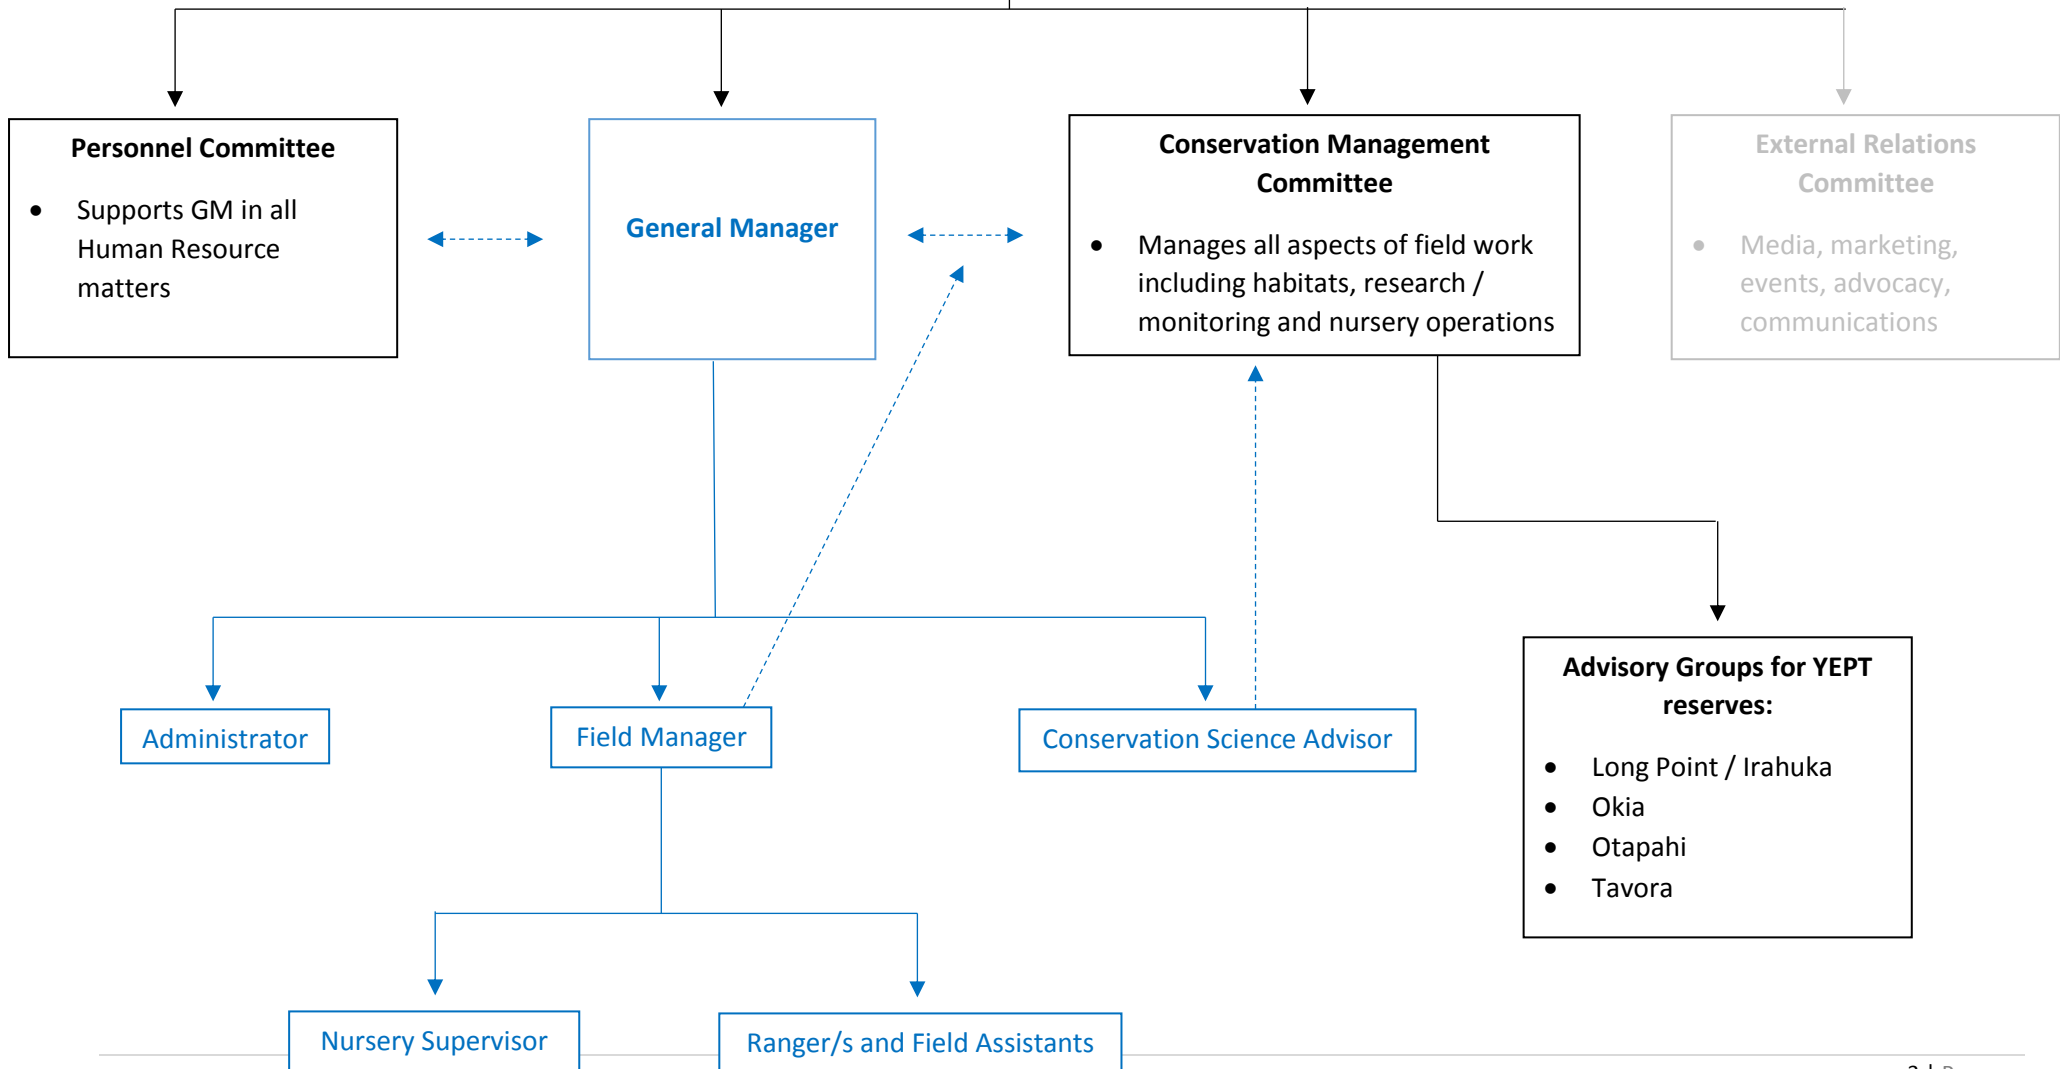 Personnel Committee
• Supports GM in all
Human Resource
matters
General Manager
Conservation Management
Committee
• Manages all aspects of field work
including habitats, research /
monitoring and nursery operations
External Relations
Committee
• Media, marketing,
events, advocacy,
communications
Administrator
Field Manager
Conservation Science Advisor
Advisory Groups for YEPT
reserves:
• Long Point / Irahuka
• Okia
• Otapahi
• Tavora
Nursery Supervisor
Ranger/s and Field Assistants